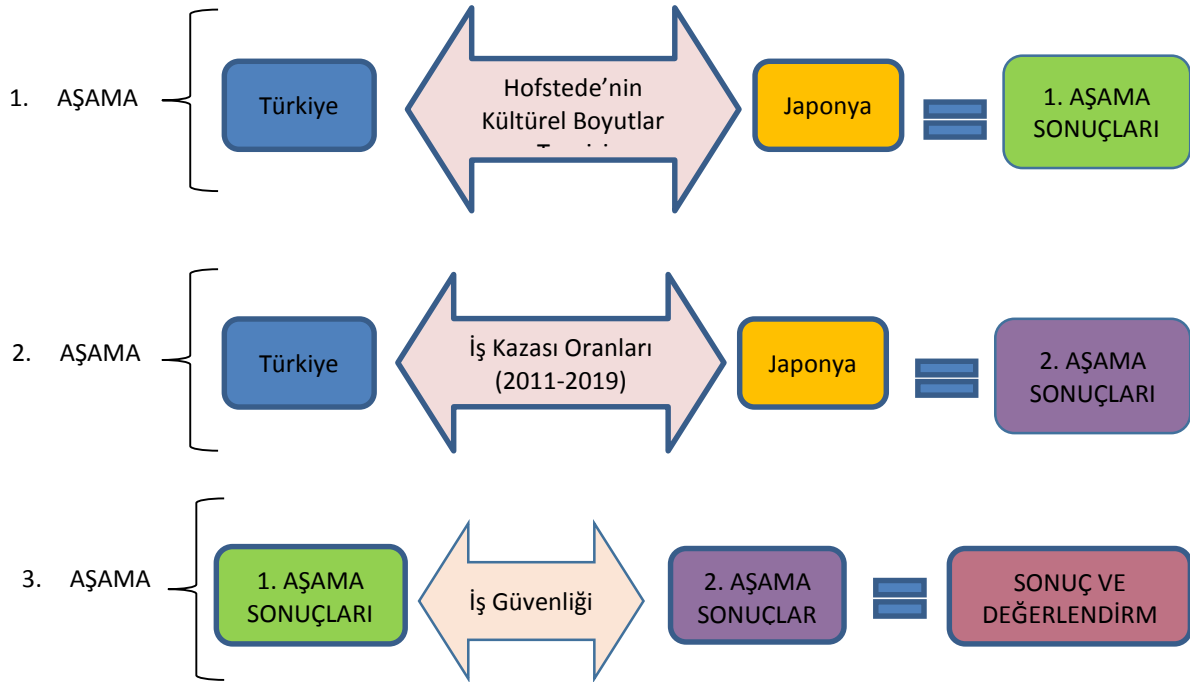 1. AŞAMA
Türkiye
Hofstede’nin
Kültürel Boyutlar
Japonya
1. AŞAMA
SONUÇLARI
2. AŞAMA
Türkiye
İş Kazası Oranları
(2011-2019)
Japonya
2. AŞAMA
SONUÇLARI
3. AŞAMA
1. AŞAMA
SONUÇLARI
İş Güvenliği
2. AŞAMA
SONUÇLAR
SONUÇ VE
DEĞERLENDİRM